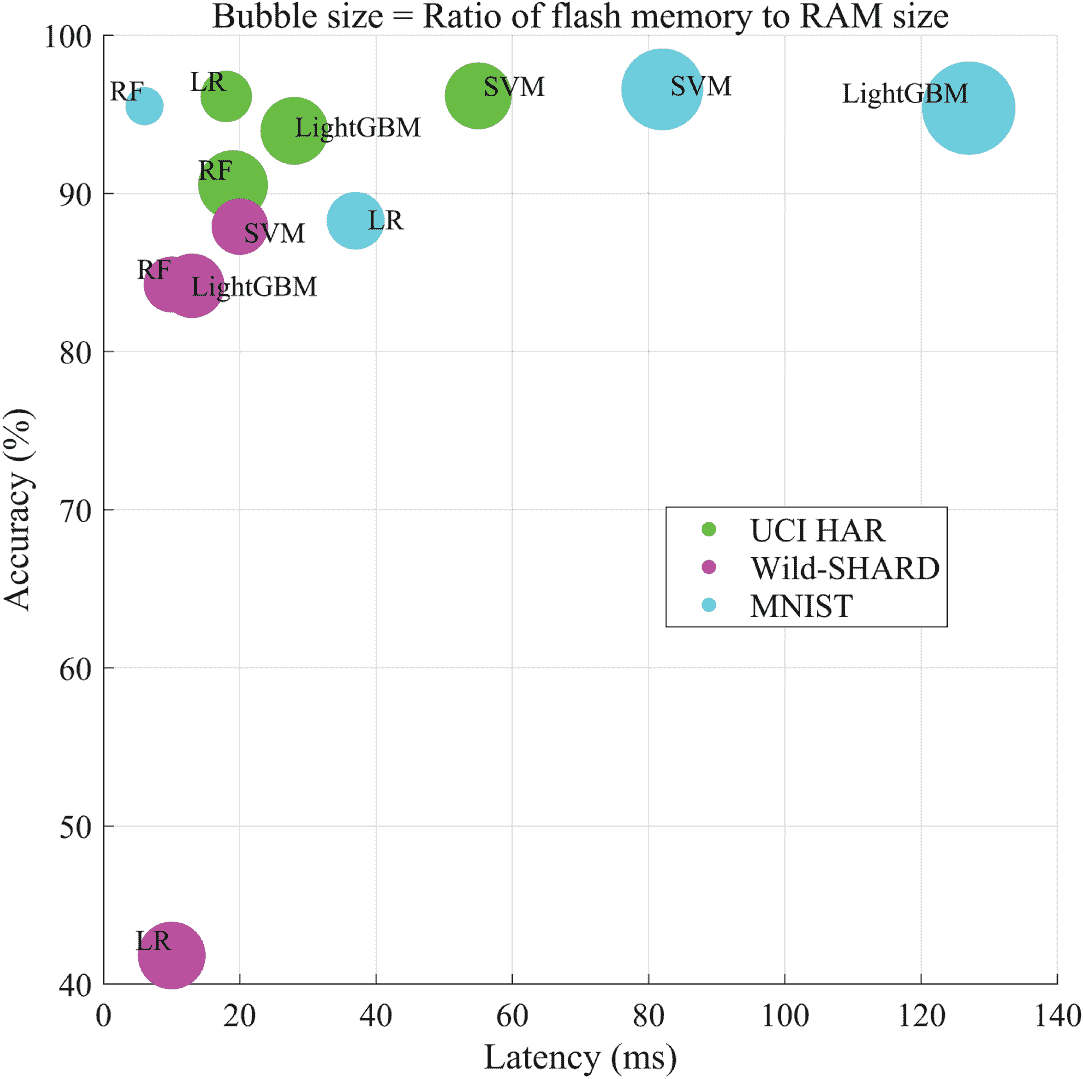 Bubble size = Ratio of flash memory to RAM size
100
90
80
70
60
50
40
Accuracy (%)
RF
LR
SVM
SVM
LightGBM
LightGBM
RF
SVM
LR
RF
LightGBM
LR
UCI HAR
Wild-SHARD
MNIST
0
20
40
60
80
100
120
140
Latency (ms)